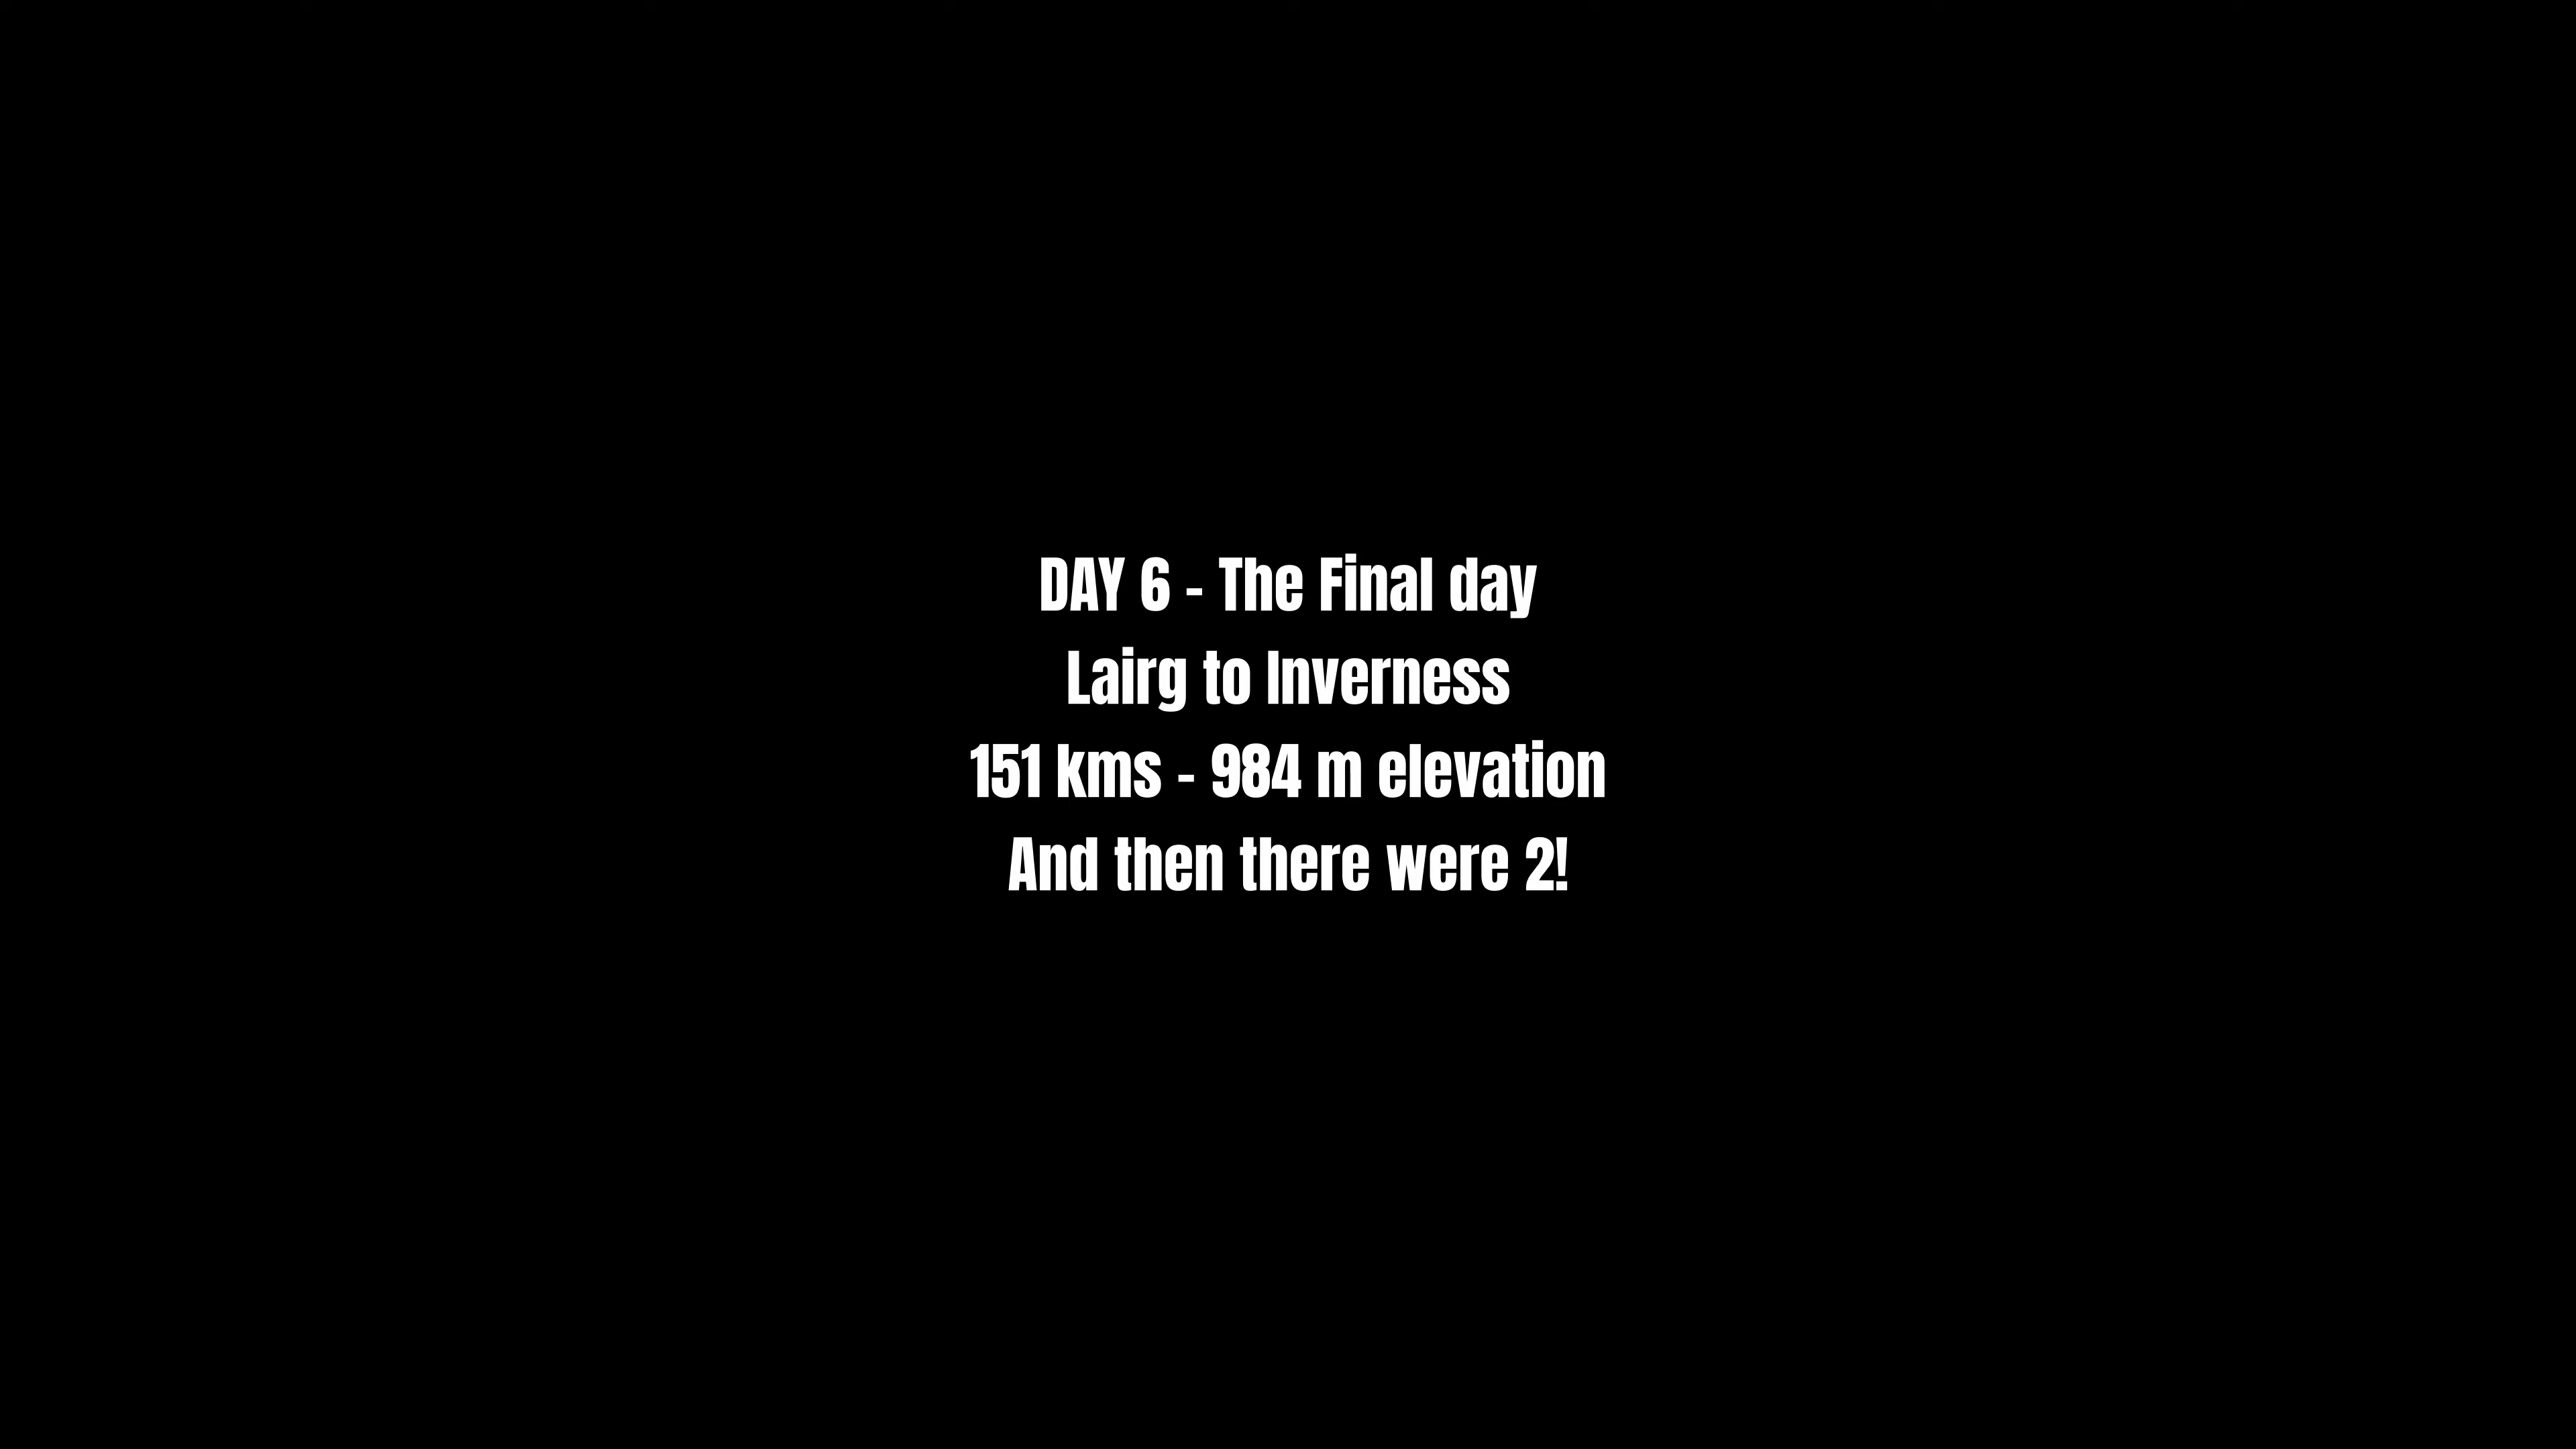 DAY 6 - The Final day
Lairg to Inverness
151 kms - 984 m elevation
And then there were 2!